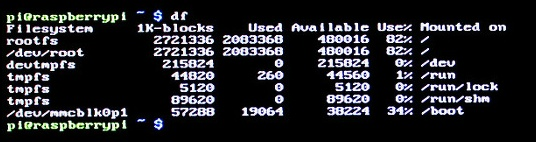 pi@raspberrypi ~ $ df
Filesystem 1K-blocks Used Available Use% Mounted on
rootfs 2721336 2083368 480016 82% /
/dev/root 2721336 2083368 480016 82% /
devtmpfs 215824 0 215824 0% /dev
tmpfs 44820 260 44560 1% /run
tmpfs 5120 0 5120 0% /run/lock
tmpfs 89620 0 89620 0% /run/shm
/dev/mmcblk0p1 57288 19064 38224 34% /boot
pi@raspberrypi ~ $